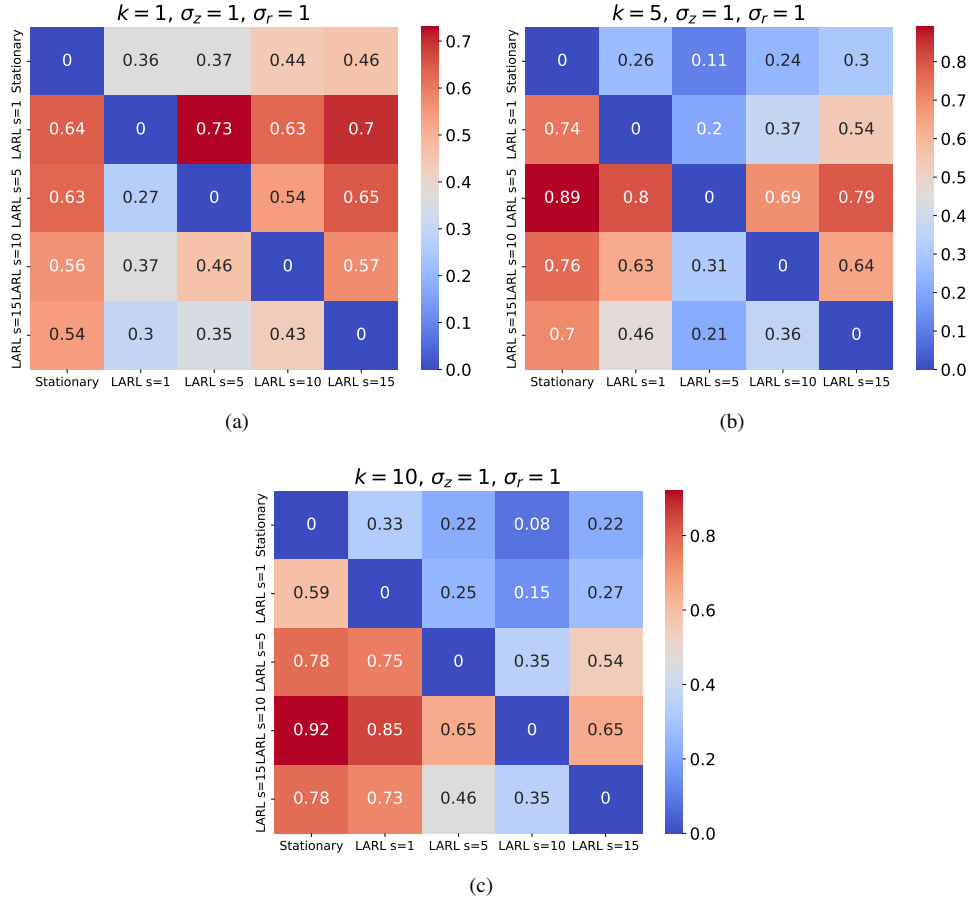 k = 1, σ_z = 1, σ_r = 1
Stationary 0 0.36 0.37 0.44 0.46
LARL s=1 0.64 0 0.73 0.63 0.7
LARL s=5 0.63 0.27 0 0.54 0.65
LARL s=10 0.56 0.37 0.46 0 0.57
LARL s=15 0.54 0.3 0.35 0.43 0
Stationary LARL s=1 LARL s=5 LARL s=10 LARL s=15
0.7
0.6
0.5
0.4
0.3
0.2
0.1
0.0
(a)
k = 5, σ_z = 1, σ_r = 1
Stationary 0 0.26 0.11 0.24 0.3
LARL s=1 0.74 0 0.2 0.37 0.54
LARL s=5 0.89 0.8 0 0.69 0.79
LARL s=10 0.76 0.63 0.31 0 0.64
LARL s=15 0.7 0.46 0.21 0.36 0
Stationary LARL s=1 LARL s=5 LARL s=10 LARL s=15
0.8
0.7
0.6
0.5
0.4
0.3
0.2
0.1
0.0
(b)
k = 10, σ_z = 1, σ_r = 1
Stationary 0 0.33 0.22 0.08 0.22
LARL s=1 0.59 0 0.25 0.15 0.27
LARL s=5 0.78 0.75 0 0.35 0.54
LARL s=10 0.92 0.85 0.65 0 0.65
LARL s=15 0.78 0.73 0.46 0.35 0
Stationary LARL s=1 LARL s=5 LARL s=10 LARL s=15
0.8
0.6
0.4
0.2
0.0
(c)